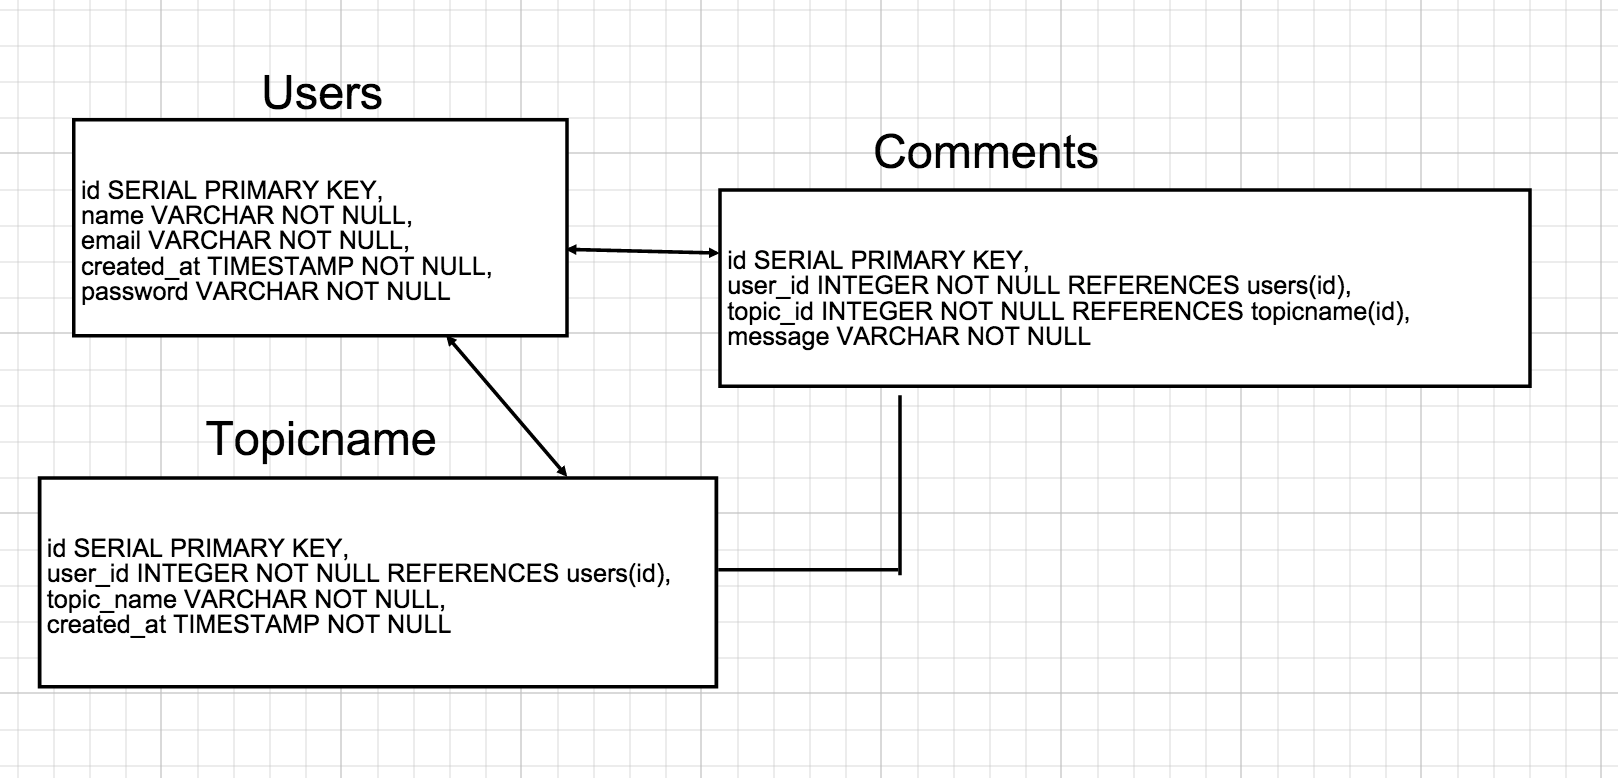 Users
id SERIAL PRIMARY KEY,
name VARCHAR NOT NULL,
email VARCHAR NOT NULL,
created_at TIMESTAMP NOT NULL,
password VARCHAR NOT NULL
Comments
id SERIAL PRIMARY KEY,
user_id INTEGER NOT NULL REFERENCES users(id),
topic_id INTEGER NOT NULL REFERENCES topicname(id),
message VARCHAR NOT NULL
Topicname
id SERIAL PRIMARY KEY,
user_id INTEGER NOT NULL REFERENCES users(id),
topic_name VARCHAR NOT NULL,
created_at TIMESTAMP NOT NULL